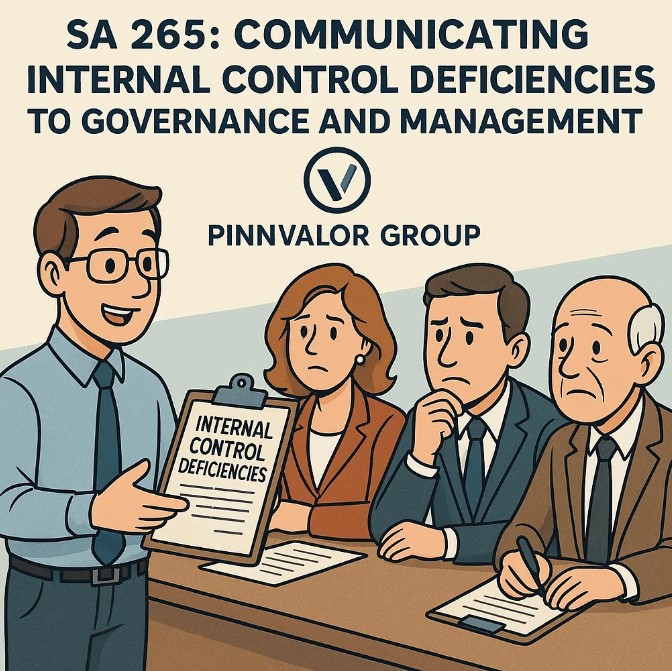 SA 265: COMMUNICATING
INTERNAL CONTROL DEFICIENCIES
TO GOVERNANCE AND MANAGEMENT
PINNVALOR GROUP
INTERNAL
CONTROL
DEFICIENCIES